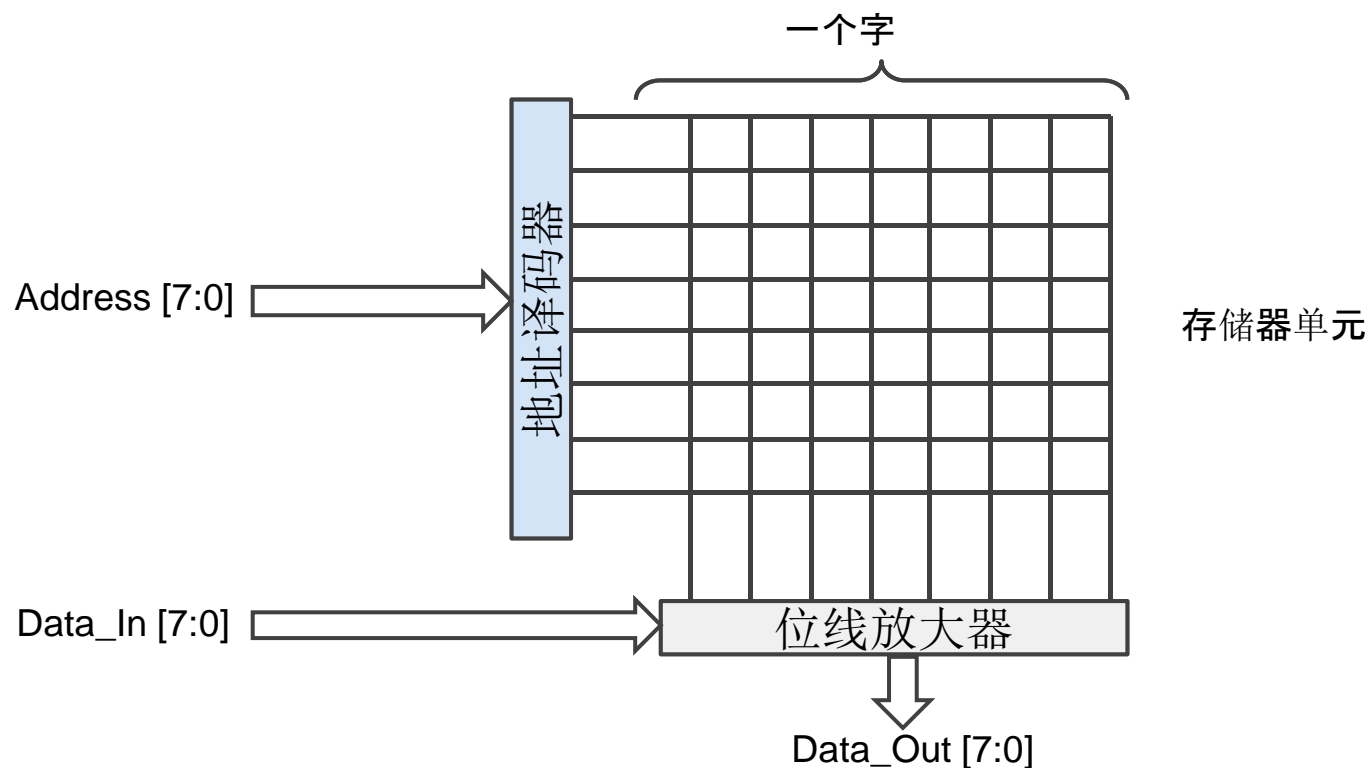 一个字
地址译码器
Address [7:0]
存储器单元
Data_In [7:0]
位线放大器
Data_Out [7:0]